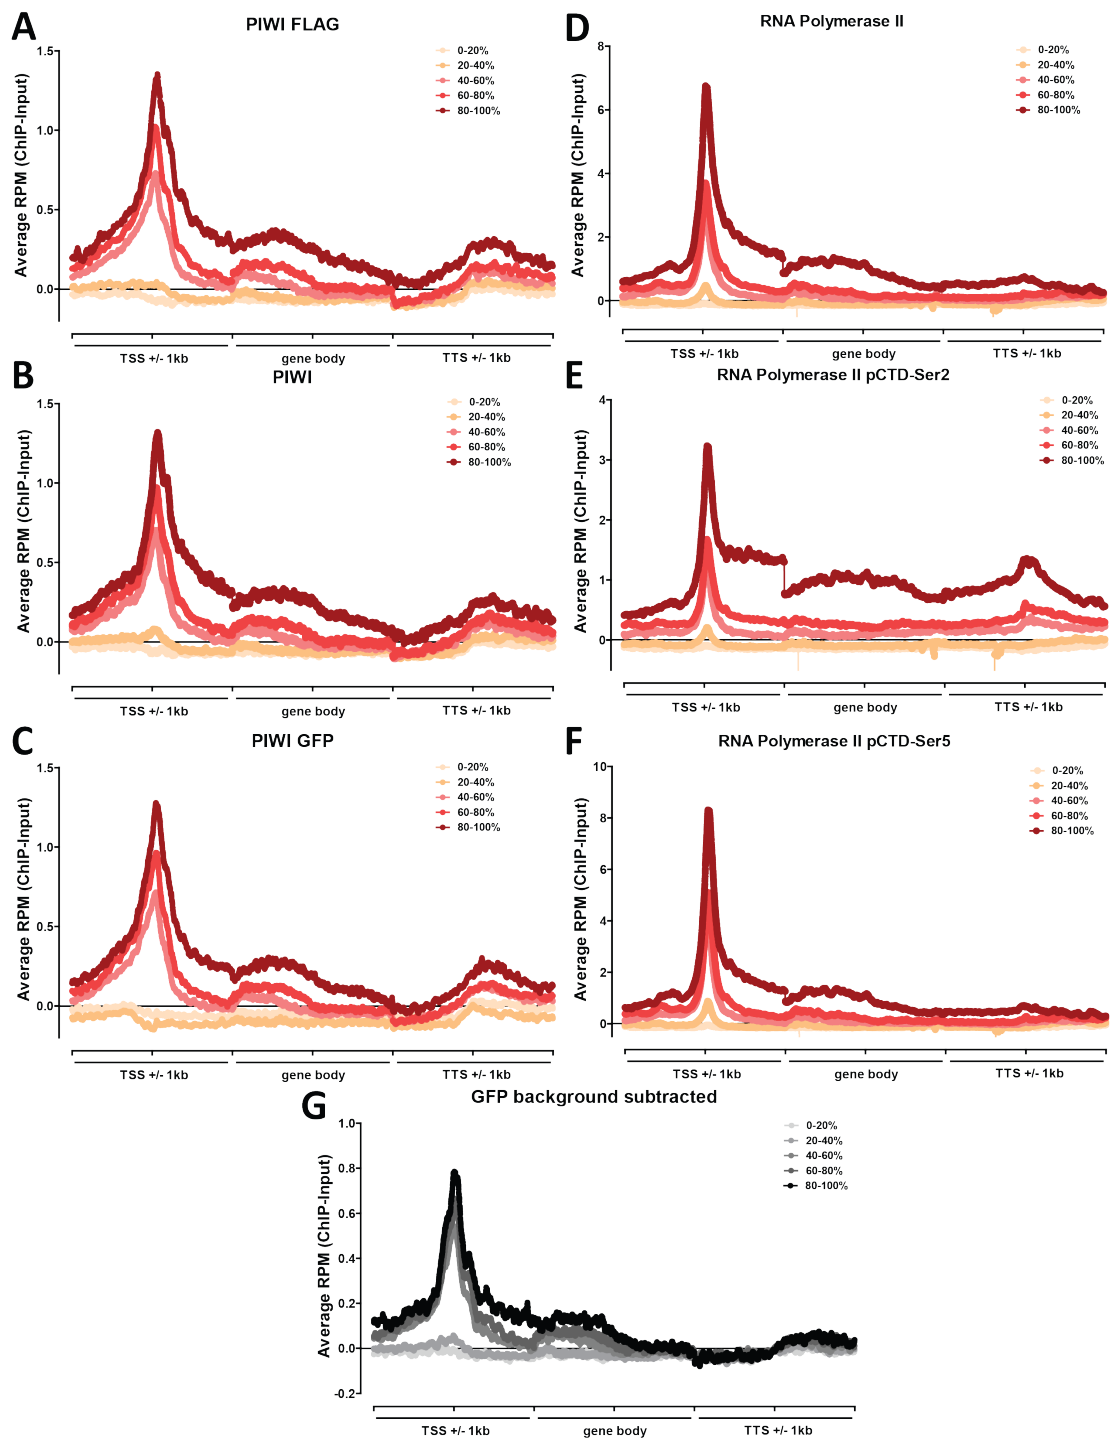 A
PIWI FLAG
0-20%
20-40%
40-60%
60-80%
80-100%
Average RPM (ChIP-Input)
1.5
1.0
0.5
0.0
TSS +/- 1kb
gene body
TTS +/- 1kb
B
PIWI
0-20%
20-40%
40-60%
60-80%
80-100%
Average RPM (ChIP-Input)
1.5
1.0
0.5
0.0
TSS +/- 1kb
gene body
TTS +/- 1kb
C
PIWI GFP
0-20%
20-40%
40-60%
60-80%
80-100%
Average RPM (ChIP-Input)
1.5
1.0
0.5
0.0
TSS +/- 1kb
gene body
TTS +/- 1kb
D
RNA Polymerase II
0-20%
20-40%
40-60%
60-80%
80-100%
Average RPM (ChIP-Input)
8
6
4
2
0
TSS +/- 1kb
gene body
TTS +/- 1kb
E
RNA Polymerase II pCTD-Ser2
0-20%
20-40%
40-60%
60-80%
80-100%
Average RPM (ChIP-Input)
4
3
2
1
0
TSS +/- 1kb
gene body
TTS +/- 1kb
F
RNA Polymerase II pCTD-Ser5
0-20%
20-40%
40-60%
60-80%
80-100%
Average RPM (ChIP-Input)
10
8
6
4
2
0
TSS +/- 1kb
gene body
TTS +/- 1kb
G
GFP background subtracted
0-20%
20-40%
40-60%
60-80%
80-100%
Average RPM (ChIP-Input)
1.0
0.8
0.6
0.4
0.2
0.0
-0.2
TSS +/- 1kb
gene body
TTS +/- 1kb